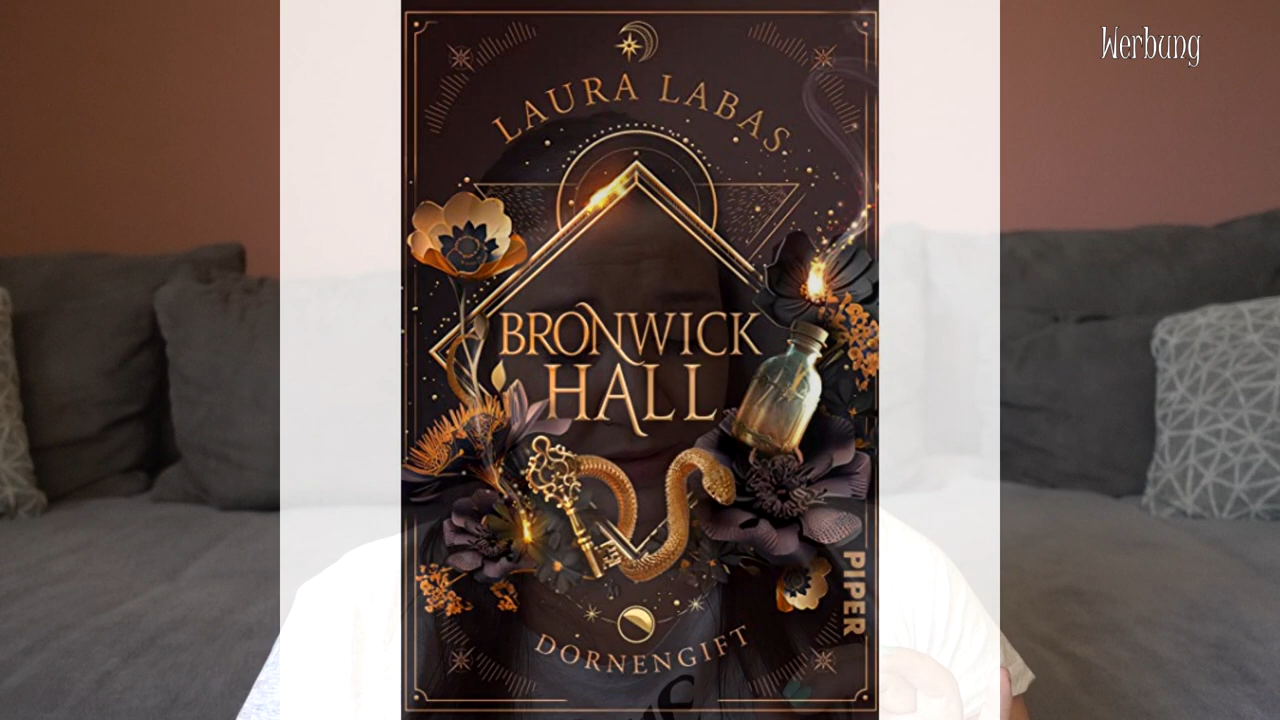 Werbung
LAURA LABAS
BRONWICK
HALL
PIPER
DORNENGIFT